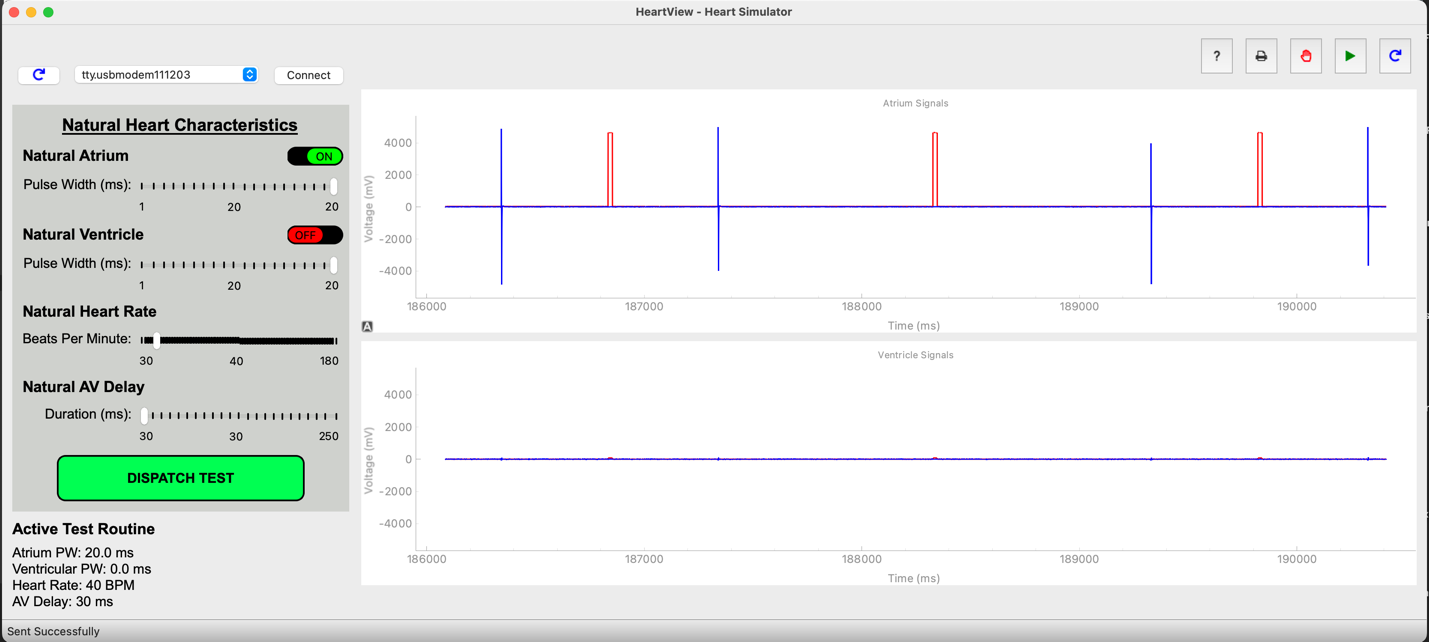 HeartView - Heart Simulator
?
tty.usbmodem111203
Connect
Natural Heart Characteristics
Natural Atrium
ON
Pulse Width (ms):
1 20 20
Natural Ventricle
OFF
Pulse Width (ms):
1 20 20
Natural Heart Rate
Beats Per Minute:
30 40 180
Natural AV Delay
Duration (ms):
30 30 250
DISPATCH TEST
Active Test Routine
Atrium PW: 20.0 ms
Ventricular PW: 0.0 ms
Heart Rate: 40 BPM
AV Delay: 30 ms
Sent Successfully
Atrium Signals
Voltage (mV)
4000
2000
0
-2000
-4000
186000 187000 188000 189000 190000
Time (ms)
A
Ventricle Signals
Voltage (mV)
4000
2000
0
-2000
-4000
186000 187000 188000 189000 190000
Time (ms)